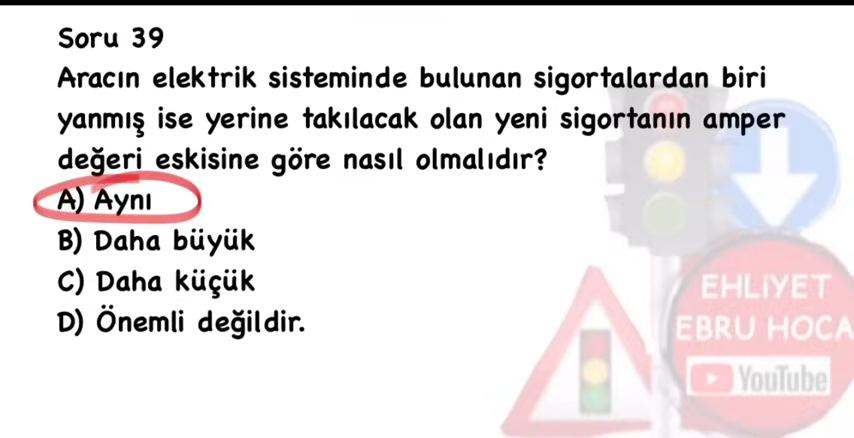 Soru 39
Aracın elektrik sisteminde bulunan sigortalardan biri
yanmış ise yerine takılacak olan yeni sigortanın amper
değeri eskisine göre nasıl olmalıdır?
A) Aynı
B) Daha büyük
C) Daha küçük
D) Önemli değildir.
EHLİYET
EBRU HOCA
YouTube